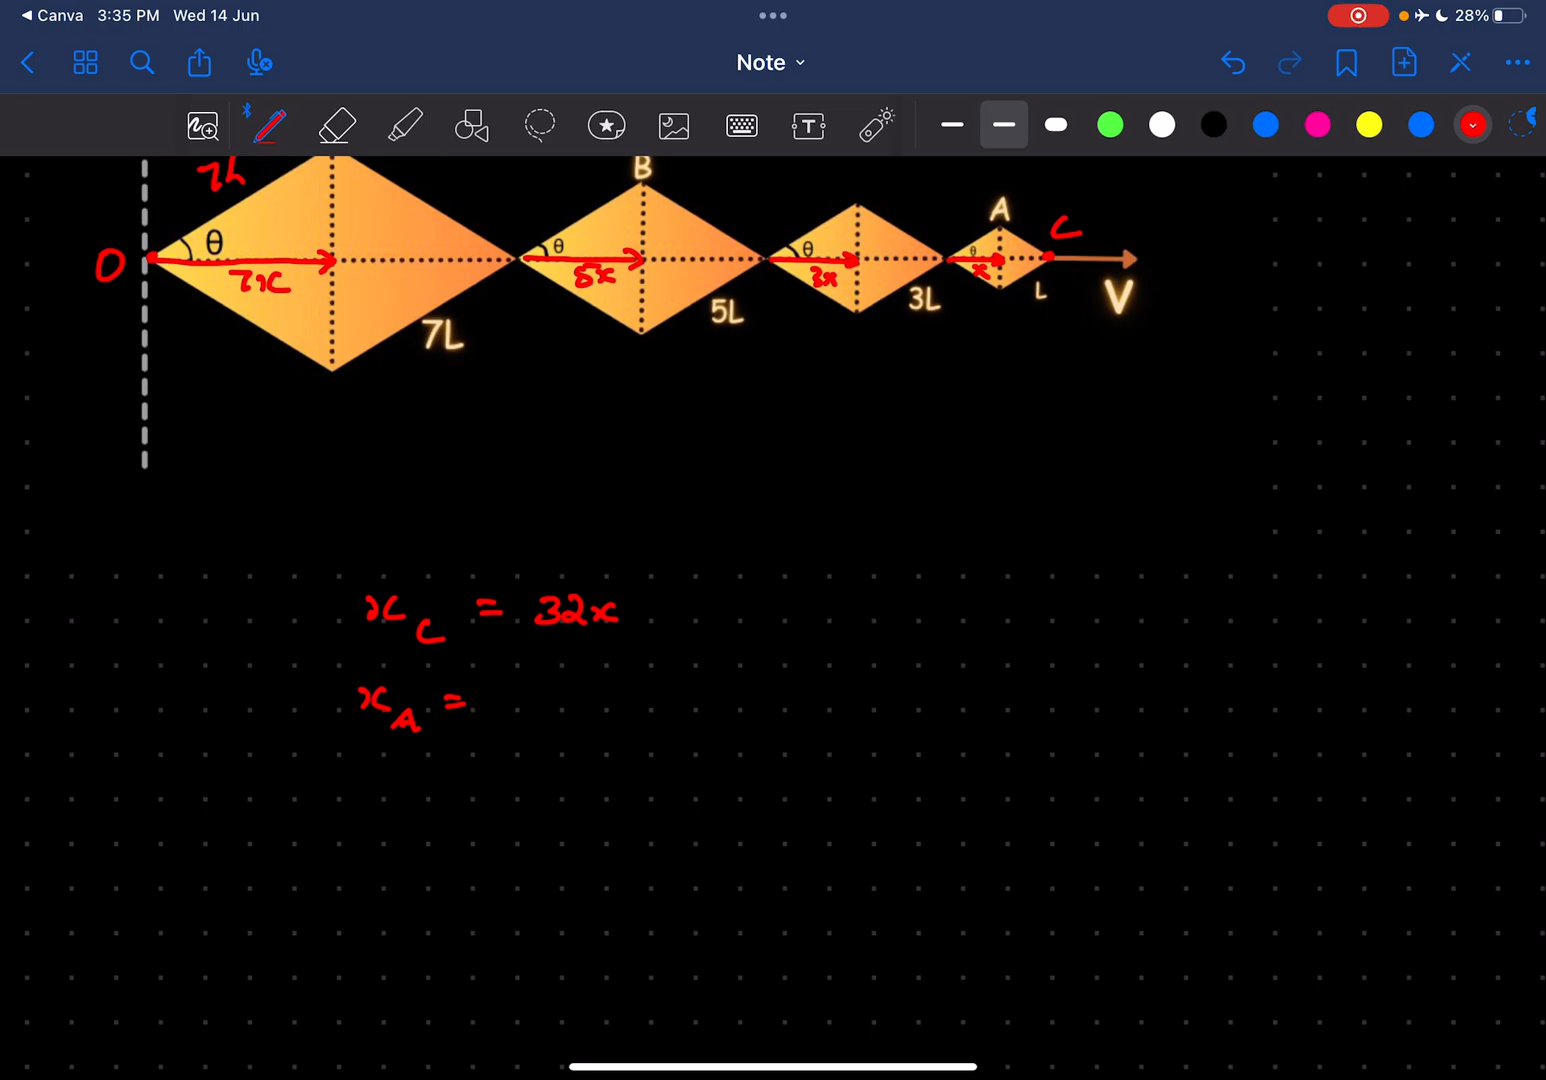 Canva 3:35 PM Wed 14 Jun 28%
Note
T
7L
B
A
C
θ
θ
θ
θ
O
7x
5x
3x
x
7L
5L
3L
L
V
x_C = 32x
x_A =